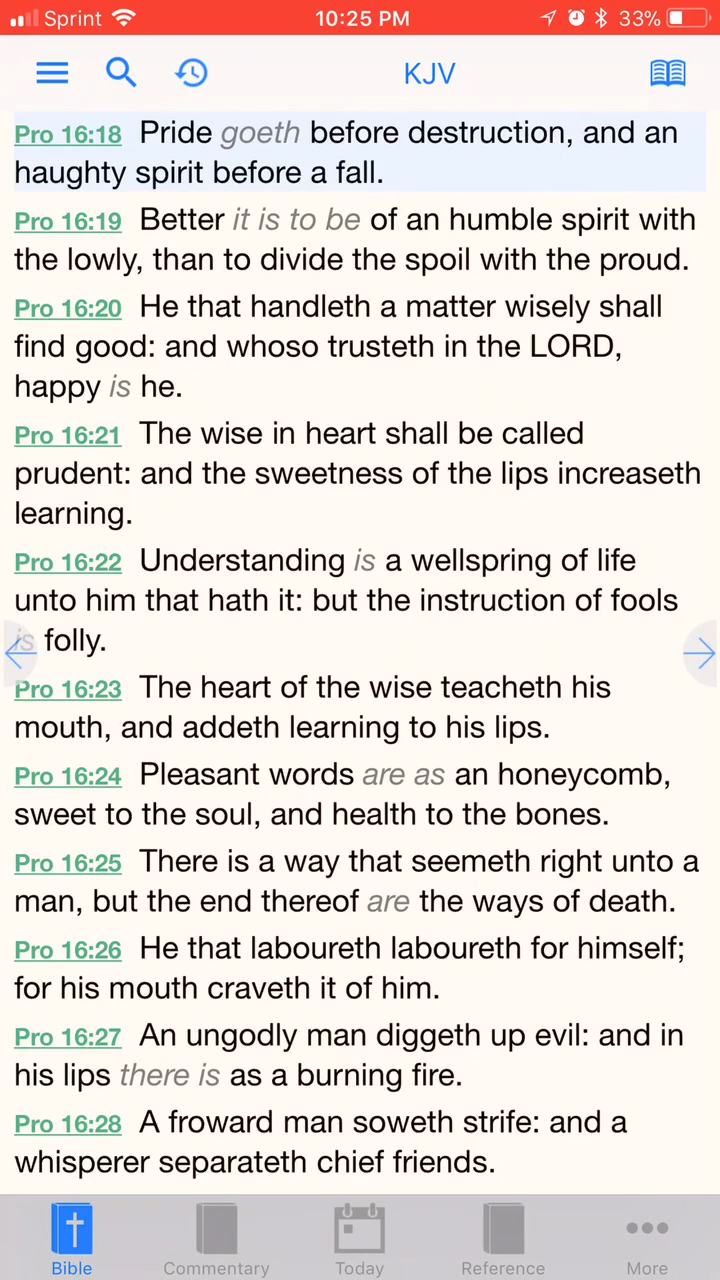 Sprint 10:25 PM 33%
KJV
Pro 16:18 Pride goeth before destruction, and an
haughty spirit before a fall.
Pro 16:19 Better it is to be of an humble spirit with
the lowly, than to divide the spoil with the proud.
Pro 16:20 He that handleth a matter wisely shall
find good: and whoso trusteth in the LORD,
happy is he.
Pro 16:21 The wise in heart shall be called
prudent: and the sweetness of the lips increaseth
learning.
Pro 16:22 Understanding is a wellspring of life
unto him that hath it: but the instruction of fools
is folly.
Pro 16:23 The heart of the wise teacheth his
mouth, and addeth learning to his lips.
Pro 16:24 Pleasant words are as an honeycomb,
sweet to the soul, and health to the bones.
Pro 16:25 There is a way that seemeth right unto a
man, but the end thereof are the ways of death.
Pro 16:26 He that laboureth laboureth for himself;
for his mouth craveth it of him.
Pro 16:27 An ungodly man diggeth up evil: and in
his lips there is as a burning fire.
Pro 16:28 A froward man soweth strife: and a
whisperer separateth chief friends.
Bible Commentary Today Reference More